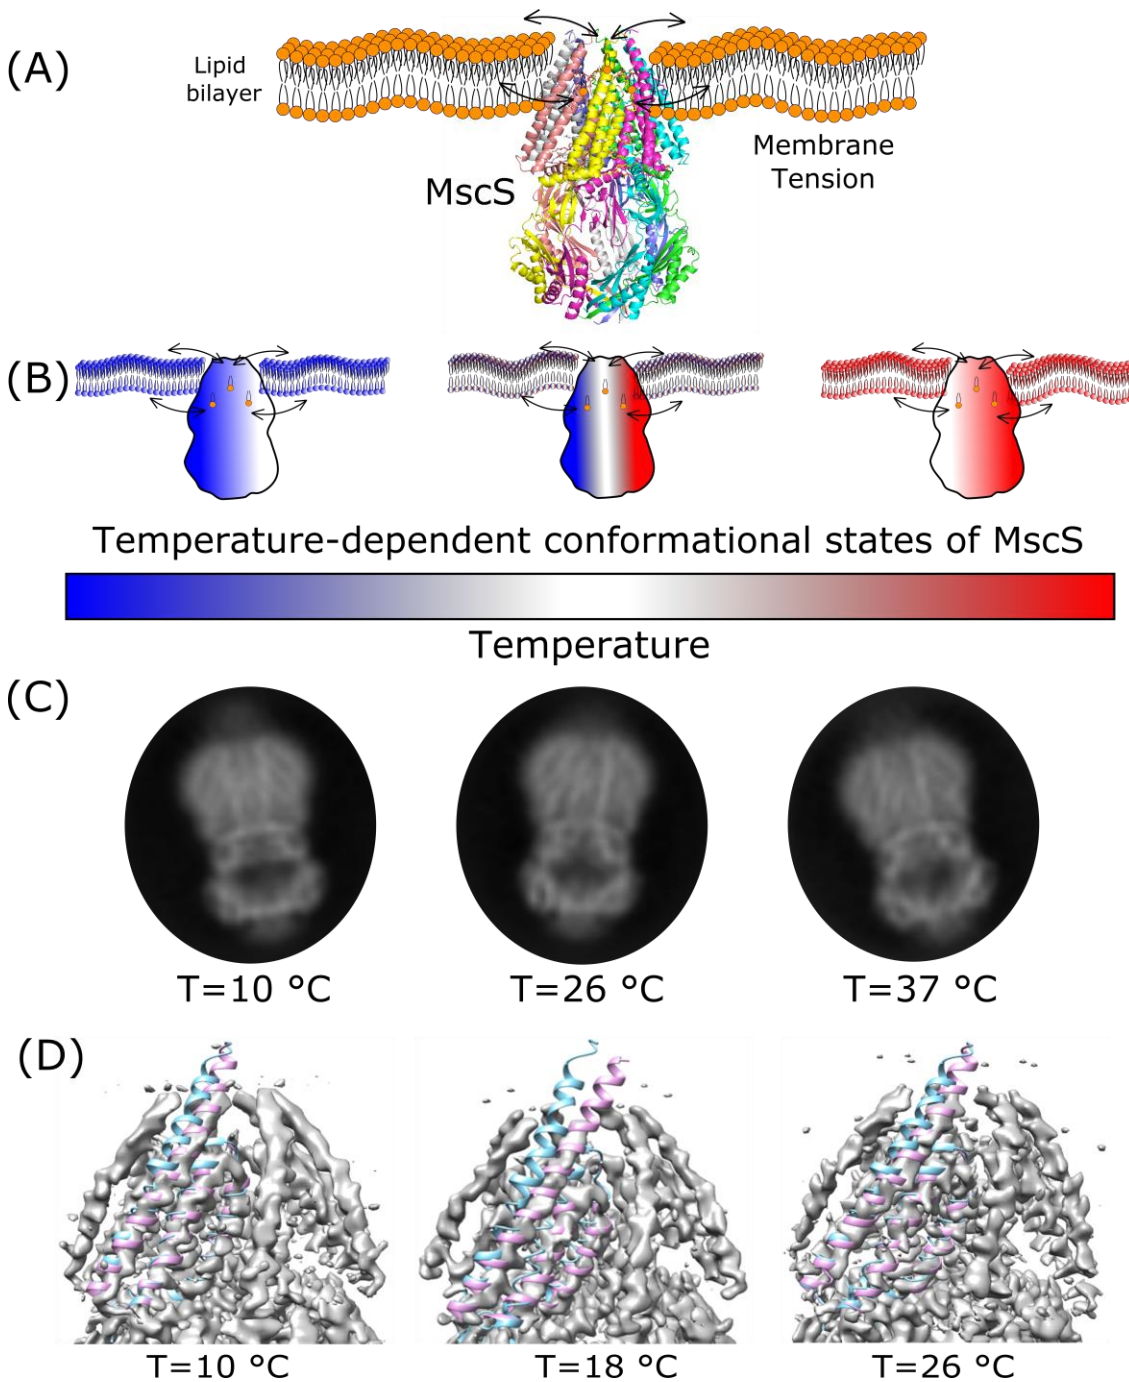 (A)
Lipid
bilayer
MscS
Membrane
Tension
(B)
Temperature-dependent conformational states of MscS
Temperature
(C)
T=10 °C
T=26 °C
T=37 °C
(D)
T=10 °C
T=18 °C
T=26 °C